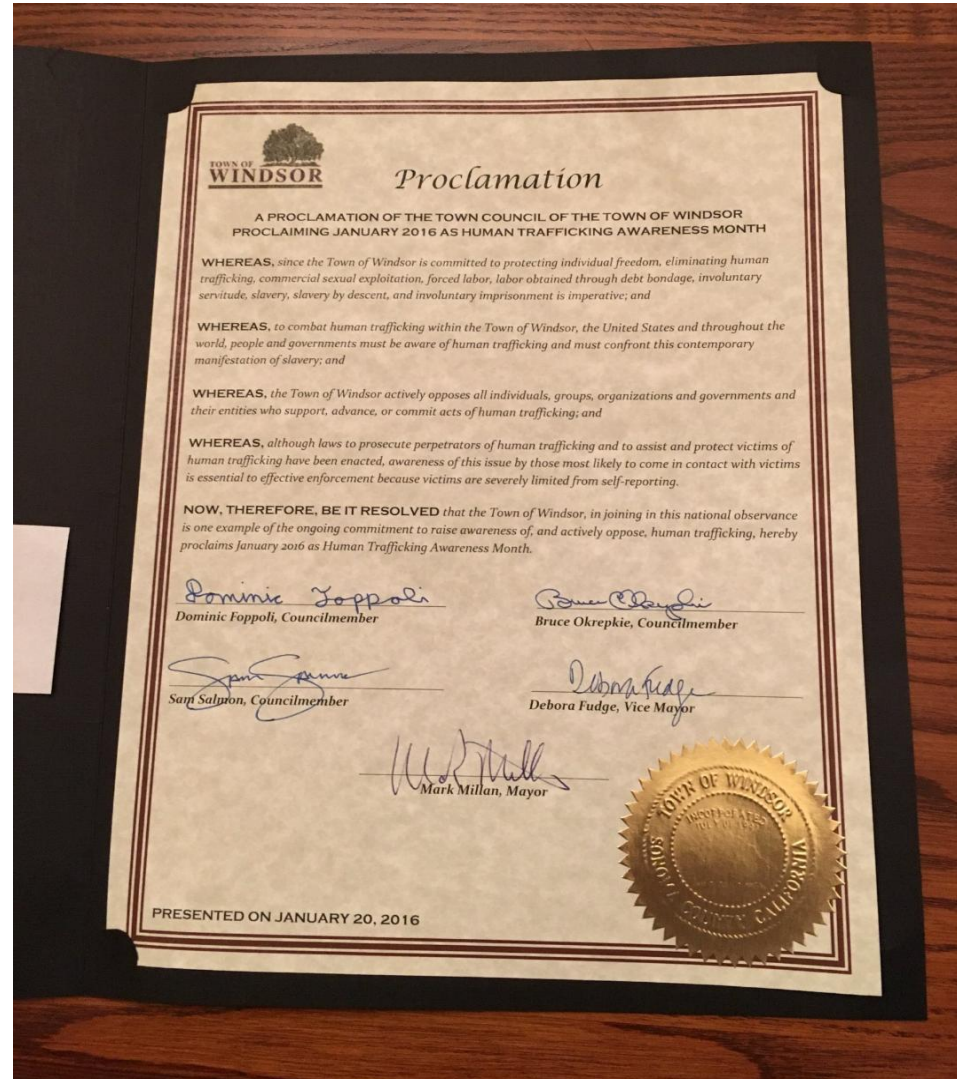 TOWN OF
WINDSOR
Proclamation
A PROCLAMATION OF THE TOWN COUNCIL OF THE TOWN OF WINDSOR
PROCLAIMING JANUARY 2016 AS HUMAN TRAFFICKING AWARENESS MONTH
WHEREAS, since the Town of Windsor is committed to protecting individual freedom, eliminating human
trafficking, commercial sexual exploitation, forced labor, labor obtained through debt bondage, involuntary
servitude, slavery, slavery by descent, and involuntary imprisonment is imperative; and
WHEREAS, to combat human trafficking within the Town of Windsor, the United States and throughout the
world, people and governments must be aware of human trafficking and must confront this contemporary
manifestation of slavery; and
WHEREAS, the Town of Windsor actively opposes all individuals, groups, organizations and governments and
their entities who support, advance, or commit acts of human trafficking; and
WHEREAS, although laws to prosecute perpetrators of human trafficking and to assist and protect victims of
human trafficking have been enacted, awareness of this issue by those most likely to come in contact with victims
is essential to effective enforcement because victims are severely limited from self-reporting.
NOW, THEREFORE, BE IT RESOLVED that the Town of Windsor, in joining in this national observance
is one example of the ongoing commitment to raise awareness of, and actively oppose, human trafficking, hereby
proclaims January 2016 as Human Trafficking Awareness Month.
Dominic Foppoli
Dominic Foppoli, Councilmember
Bruce Okrepkie
Bruce Okrepkie, Councilmember
Sam Salmon
Sam Salmon, Councilmember
Debora Fudge
Debora Fudge, Vice Mayor
Mark Millan, Mayor
TOWN OF WINDSOR
INCORPORATED
SONOMA COUNTY, CALIFORNIA
PRESENTED ON JANUARY 20, 2016